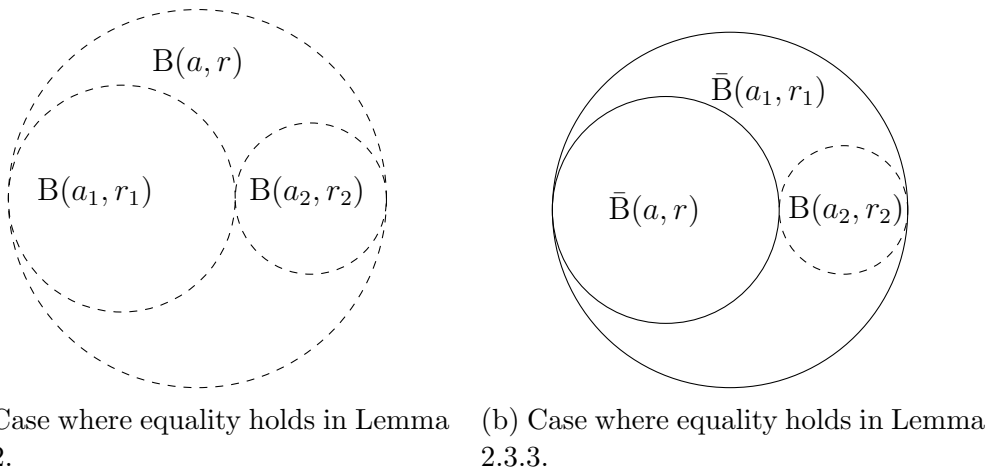 B(a, r)
B(a₁, r₁)
B(a₂, r₂)
B̄(a₁, r₁)
B̄(a, r)
B(a₂, r₂)
Case where equality holds in Lemma
2.
(b) Case where equality holds in Lemma
2.3.3.